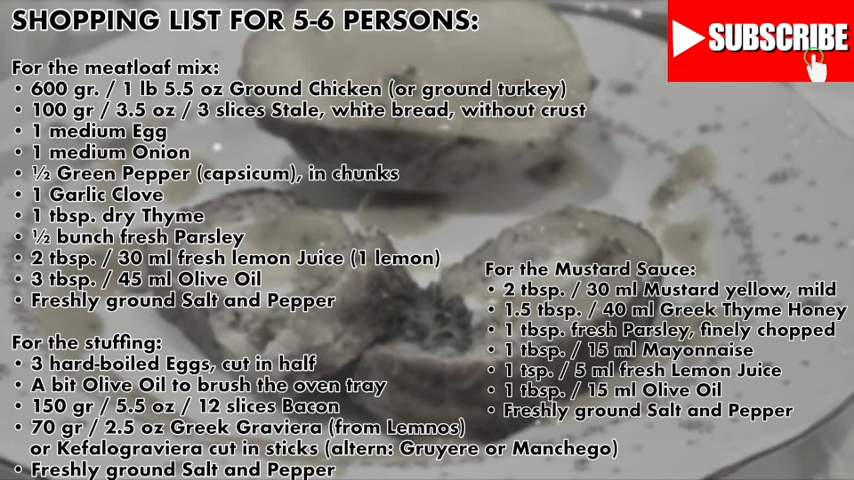 SHOPPING LIST FOR 5-6 PERSONS:
SUBSCRIBE
For the meatloaf mix:
• 600 gr. / 1 lb 5.5 oz Ground Chicken (or ground turkey)
• 100 gr / 3.5 oz / 3 slices Stale, white bread, without crust
• 1 medium Egg
• 1 medium Onion
• ½ Green Pepper (capsicum), in chunks
• 1 Garlic Clove
• 1 tbsp. dry Thyme
• ½ bunch fresh Parsley
• 2 tbsp. / 30 ml fresh lemon Juice (1 lemon)
• 3 tbsp. / 45 ml Olive Oil
• Freshly ground Salt and Pepper
For the stuffing:
• 3 hard-boiled Eggs, cut in half
• A bit Olive Oil to brush the oven tray
• 150 gr / 5.5 oz / 12 slices Bacon
• 70 gr / 2.5 oz Greek Graviera (from Lemnos)
or Kefalograviera cut in sticks (altern: Gruyere or Manchego)
• Freshly ground Salt and Pepper
For the Mustard Sauce:
• 2 tbsp. / 30 ml Mustard yellow, mild
• 1.5 tbsp. / 40 ml Greek Thyme Honey
• 1 tbsp. fresh Parsley, finely chopped
• 1 tbsp / 15 ml Mayonnaise
• 1 tsp. / 5 ml fresh Lemon Juice
• 1 tbsp / 15 ml Olive Oil
• Freshly ground Salt and Pepper